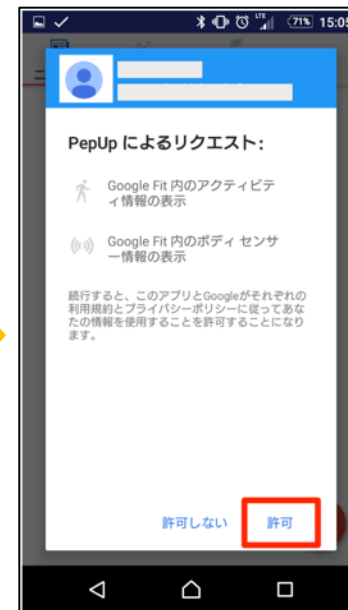 LTE 71% 15:05
PepUp によるリクエスト:
Google Fit 内のアクティビテ
ィ情報の表示
Google Fit 内のボディ センサ
ー情報の表示
続行すると、このアプリとGoogleがそれぞれの
利用規約とプライバシーポリシーに従ってあな
たの情報を使用することを許可することになり
ます。
許可しない 許可